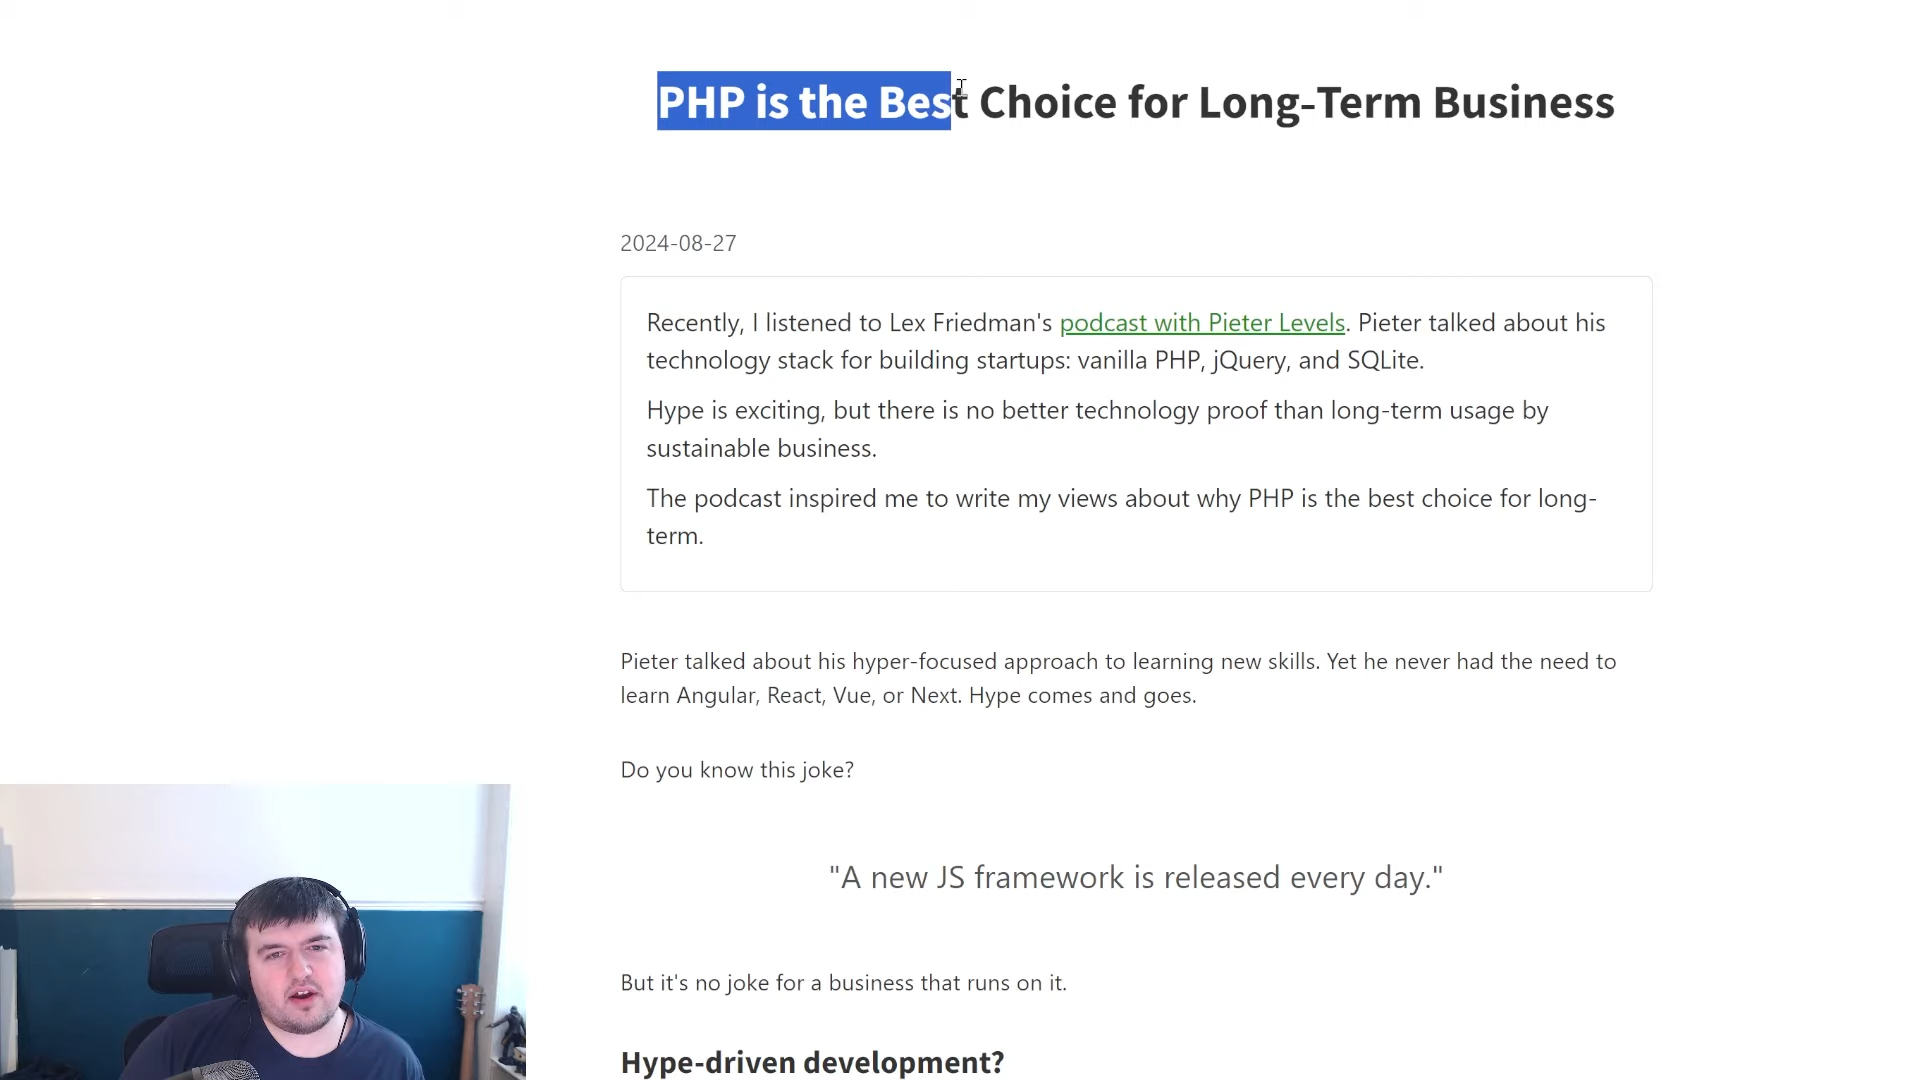 PHP is the Best Choice for Long-Term Business
2024-08-27
Recently, I listened to Lex Friedman's podcast with Pieter Levels. Pieter talked about his
technology stack for building startups: vanilla PHP, jQuery, and SQLite.
Hype is exciting, but there is no better technology proof than long-term usage by
sustainable business.
The podcast inspired me to write my views about why PHP is the best choice for long-
term.
Pieter talked about his hyper-focused approach to learning new skills. Yet he never had the need to
learn Angular, React, Vue, or Next. Hype comes and goes.
Do you know this joke?
"A new JS framework is released every day."
But it's no joke for a business that runs on it.
Hype-driven development?